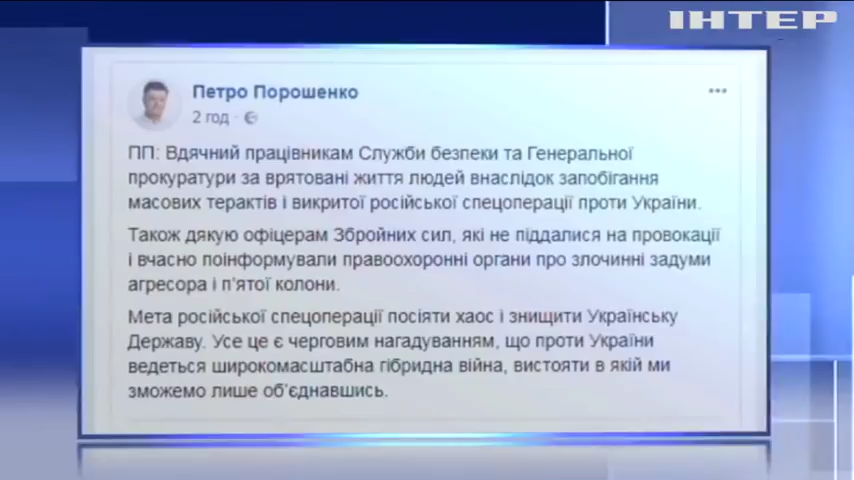 ІНТЕР
Петро Порошенко
2 год ·
ПП: Вдячний працівникам Служби безпеки та Генеральної
прокуратури за врятовані життя людей внаслідок запобігання
масових терактів і викритої російської спецоперації проти України.
Також дякую офіцерам Збройних сил, які не піддалися на провокації
і вчасно поінформували правоохоронні органи про злочинні задуми
агресора і п'ятої колони.
Мета російської спецоперації посіяти хаос і знищити Українську
Державу. Усе це є черговим нагадуванням, що проти України
ведеться широкомасштабна гібридна війна, вистояти в якій ми
зможемо лише об'єднавшись.